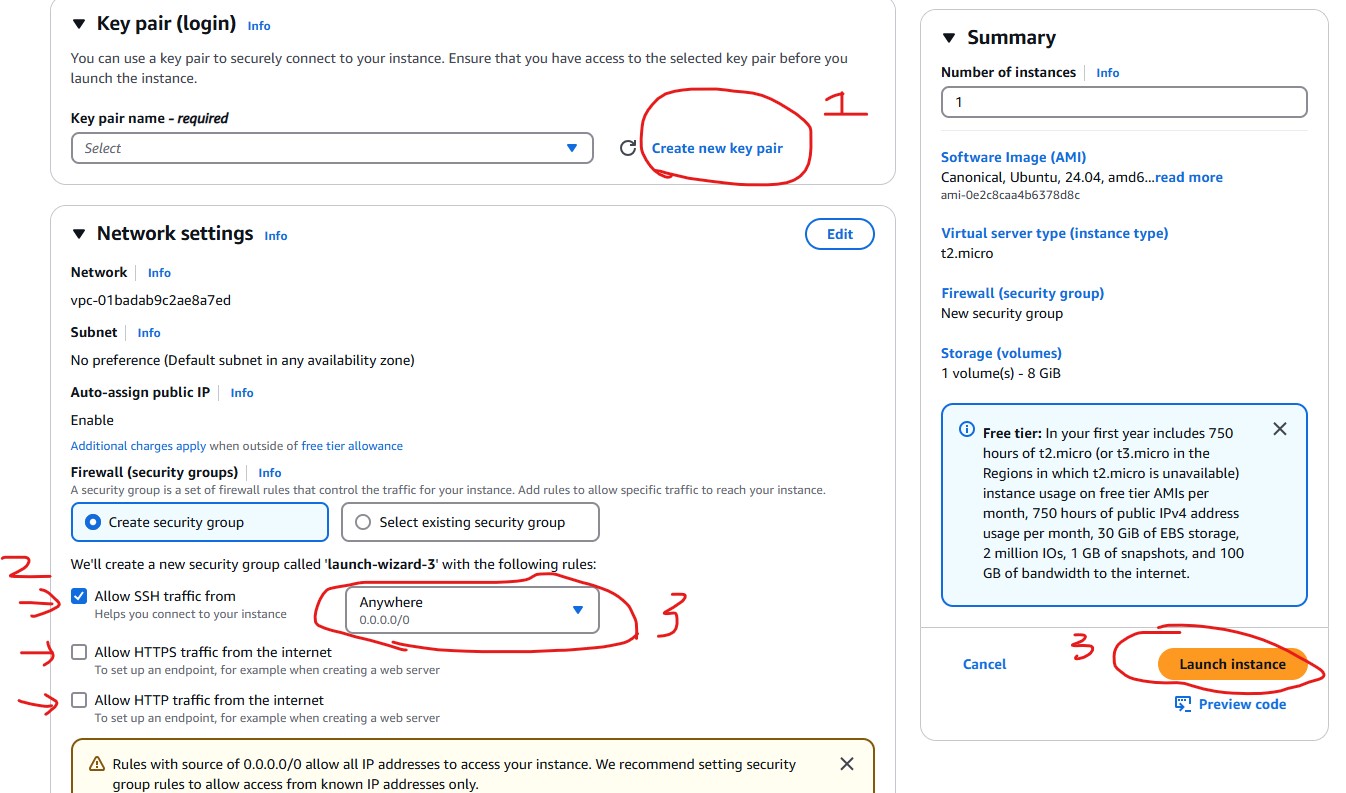 Key pair (login) Info
You can use a key pair to securely connect to your instance. Ensure that you have access to the selected key pair before you
launch the instance.
Key pair name - required
Select
Create new key pair
1
Network settings Info
Edit
Network Info
vpc-01badab9c2ae8a7ed
Subnet Info
No preference (Default subnet in any availability zone)
Auto-assign public IP Info
Enable
Additional charges apply when outside of free tier allowance
Firewall (security groups) Info
A security group is a set of firewall rules that control the traffic for your instance. Add rules to allow specific traffic to reach your instance.
Create security group
Select existing security group
We'll create a new security group called 'launch-wizard-3' with the following rules:
2
Allow SSH traffic from
Helps you connect to your instance
Anywhere
0.0.0.0/0
3
Allow HTTPS traffic from the internet
To set up an endpoint, for example when creating a web server
Allow HTTP traffic from the internet
To set up an endpoint, for example when creating a web server
Rules with source of 0.0.0.0/0 allow all IP addresses to access your instance. We recommend setting security
group rules to allow access from known IP addresses only.
Summary
Number of instances Info
1
Software Image (AMI)
Canonical, Ubuntu, 24.04, amd6...read more
ami-0e2c8caa4b6378d8c
Virtual server type (instance type)
t2.micro
Firewall (security group)
New security group
Storage (volumes)
1 volume(s) - 8 GiB
Free tier: In your first year includes 750
hours of t2.micro (or t3.micro in the
Regions in which t2.micro is unavailable)
instance usage on free tier AMIs per
month, 750 hours of public IPv4 address
usage per month, 30 GiB of EBS storage,
2 million IOs, 1 GB of snapshots, and 100
GB of bandwidth to the internet.
3
Cancel
Launch instance
Preview code